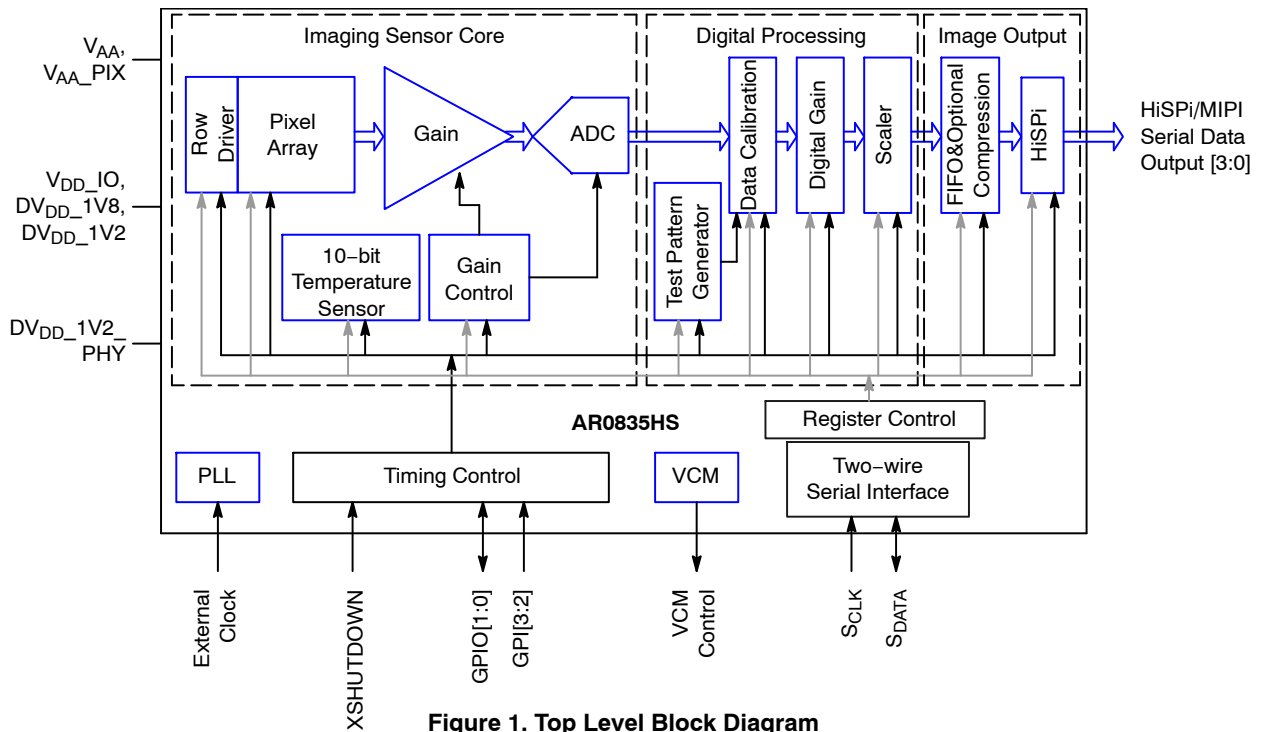 Imaging Sensor Core
Digital Processing
Image Output
VAA,
VAA_PIX
VDD_IO,
DVDD_1V8,
DVDD_1V2
DVDD_1V2_
PHY
Row
Driver
Pixel
Array
Gain
ADC
10−bit
Temperature
Sensor
Gain
Control
Test Pattern
Generator
Data Calibration
Digital Gain
Scaler
FIFO&Optional
Compression
HiSPi
HiSPi/MIPI
Serial Data
Output [3:0]
AR0835HS
Register Control
Two−wire
Serial Interface
PLL
Timing Control
VCM
External
Clock
XSHUTDOWN
GPIO[1:0]
GPI[3:2]
VCM
Control
SCLK
SDATA
Figure 1. Top Level Block Diagram